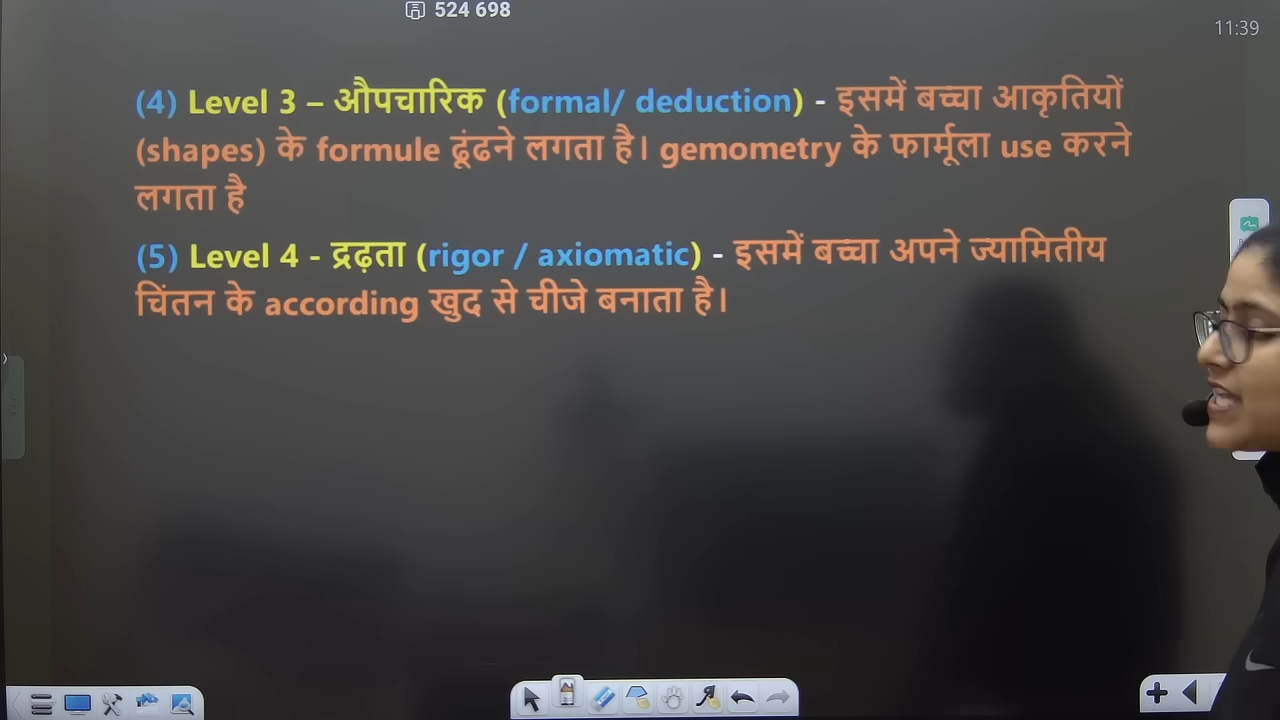 524 698
11:39
(4) Level 3 – औपचारिक (formal/ deduction) - इसमें बच्चा आकृतियों
(shapes) के formule ढूंढने लगता है। gemometry के फार्मूला use करने
लगता है
(5) Level 4 - द्रढ़ता (rigor / axiomatic) - इसमें बच्चा अपने ज्यामितीय
चिंतन के according खुद से चीजे बनाता है।